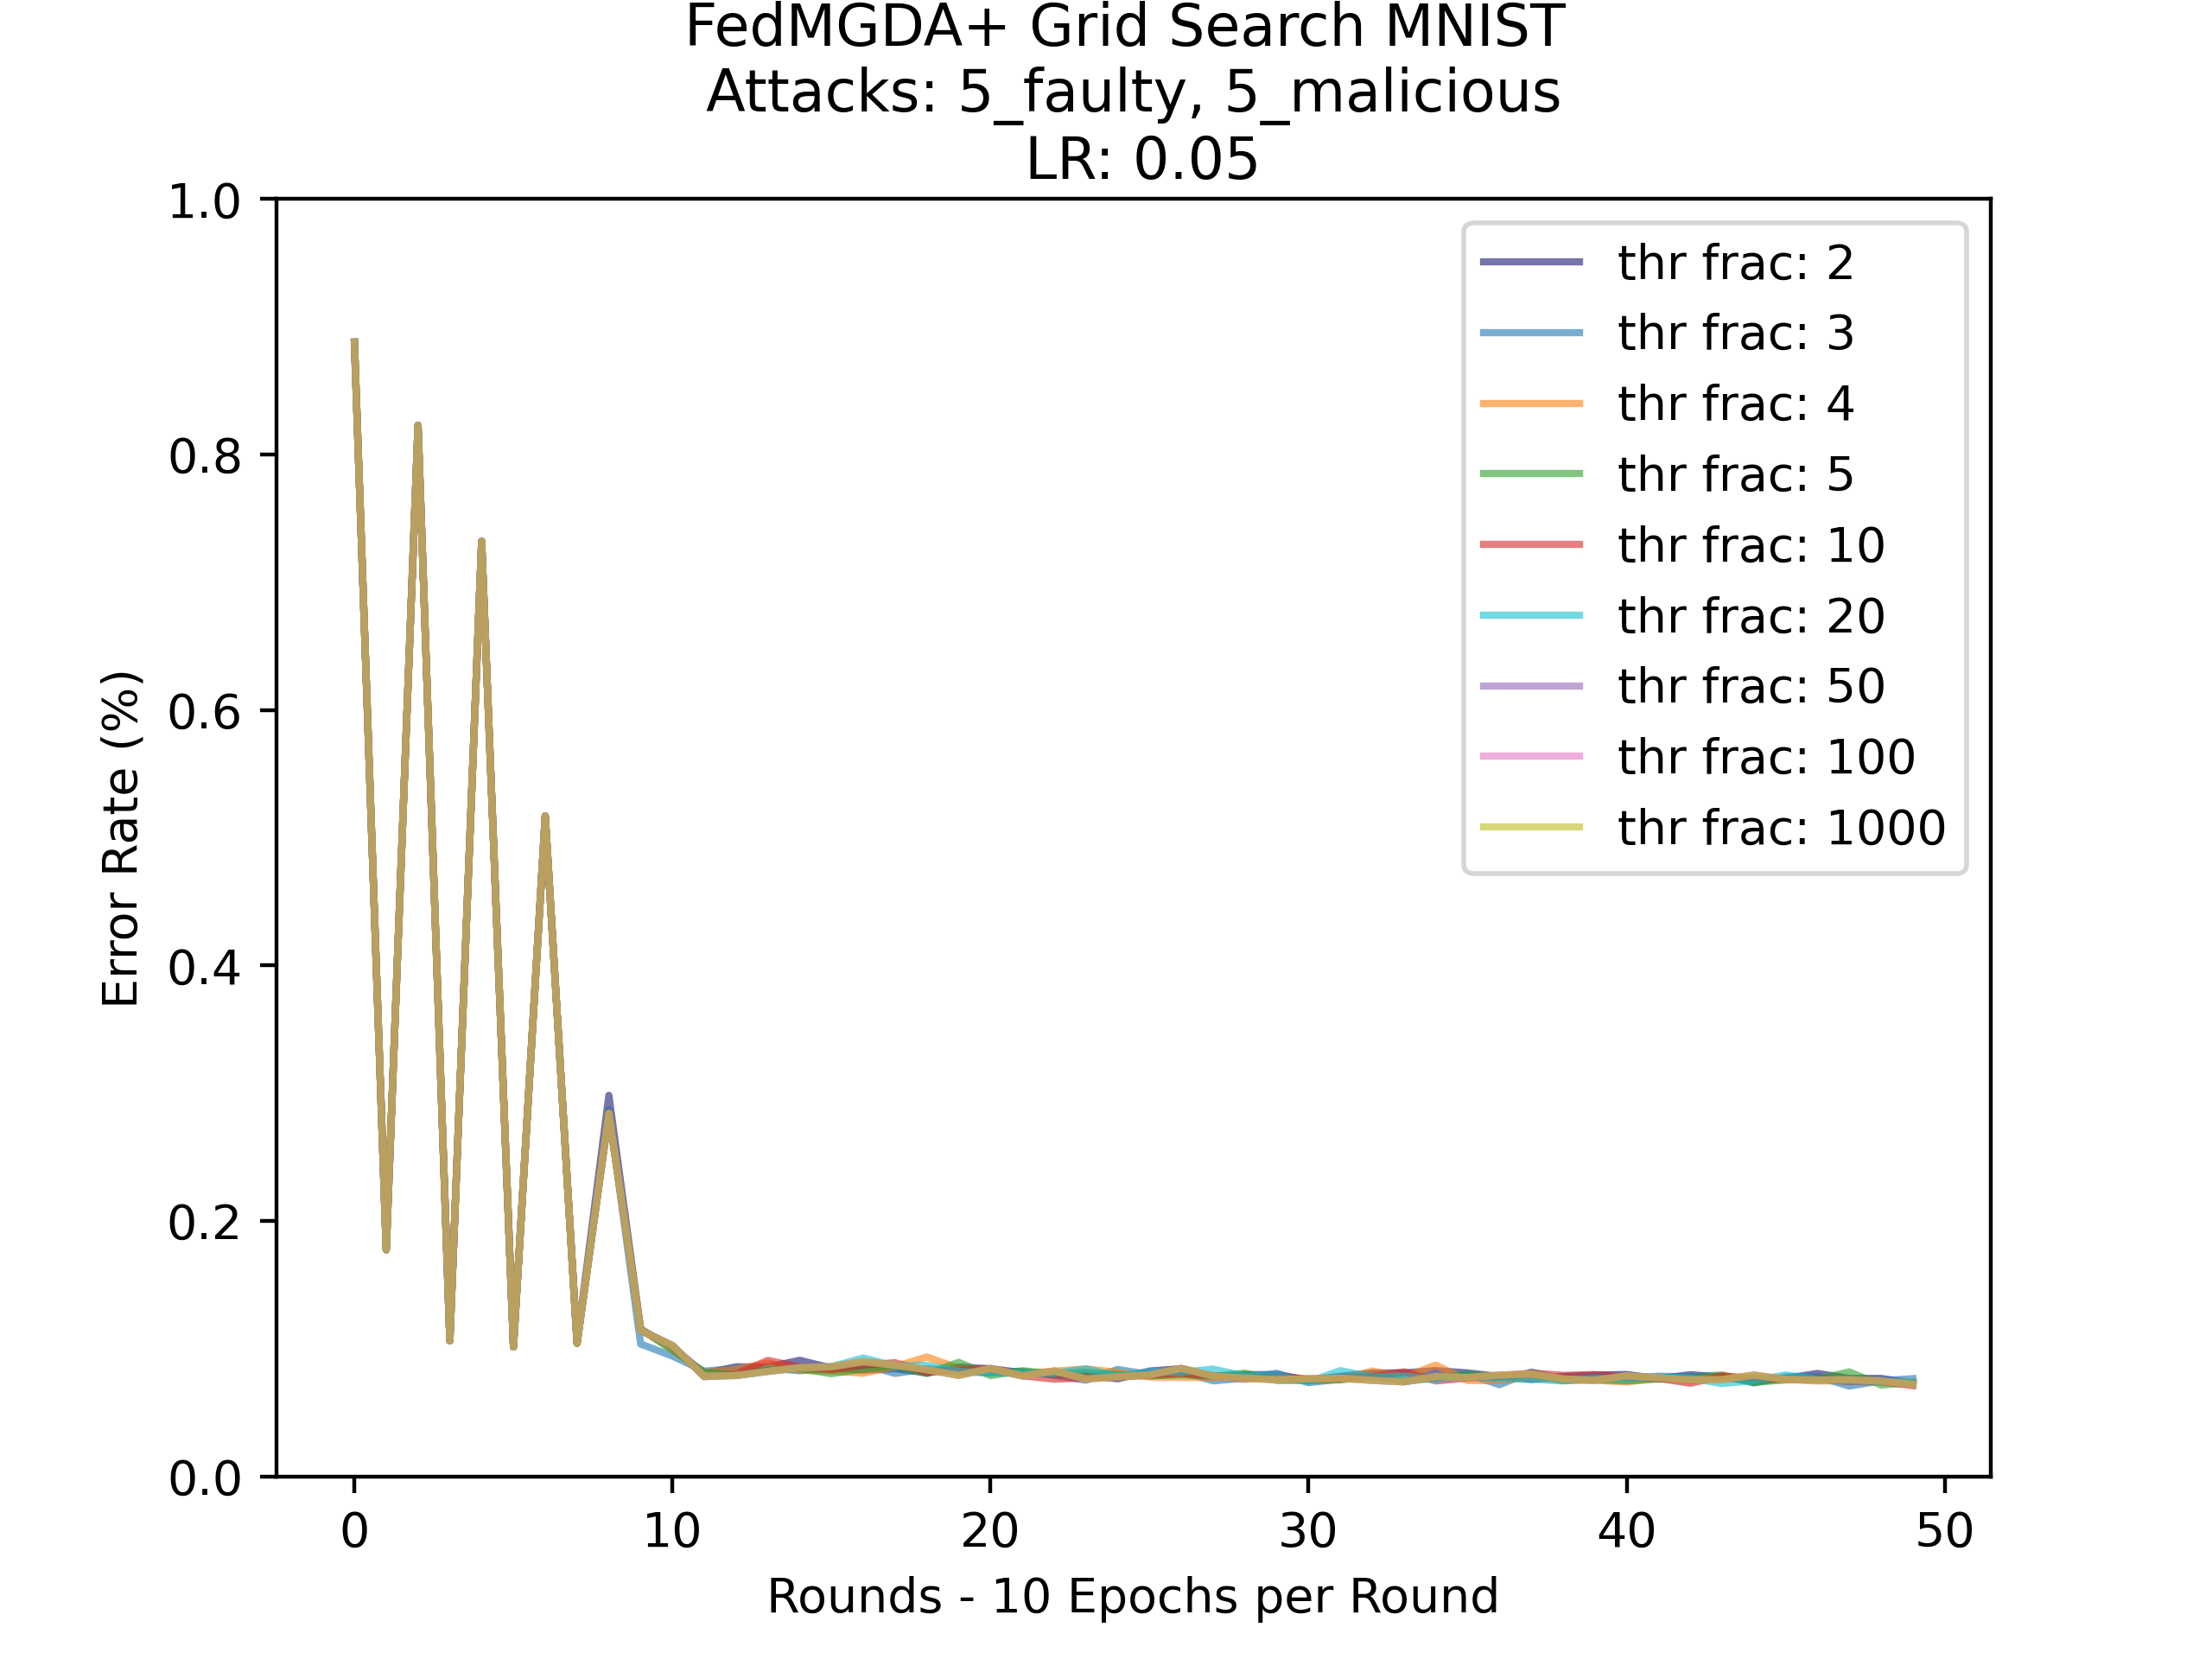 FedMGDA+ Grid Search MNIST
Attacks: 5_faulty, 5_malicious
LR: 0.05
1.0
0.8
0.6
0.4
0.2
0.0
Error Rate (%)
thr frac: 2
thr frac: 3
thr frac: 4
thr frac: 5
thr frac: 10
thr frac: 20
thr frac: 50
thr frac: 100
thr frac: 1000
0 10 20 30 40 50
Rounds - 10 Epochs per Round